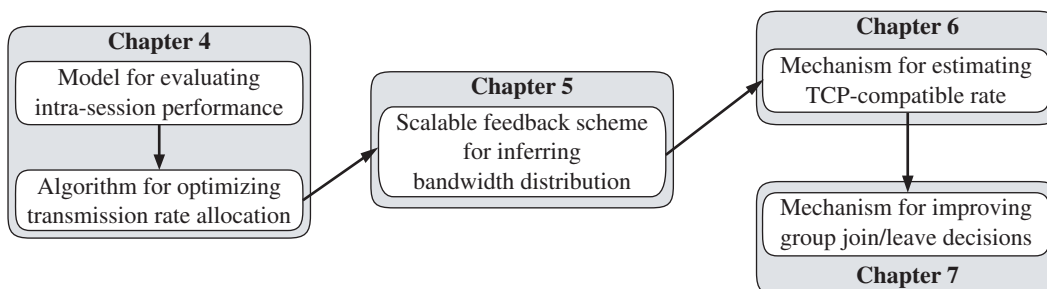 Chapter 4
Model for evaluating
intra-session performance
Algorithm for optimizing
transmission rate allocation
Chapter 5
Scalable feedback scheme
for inferring
bandwidth distribution
Chapter 6
Mechanism for estimating
TCP-compatible rate
Mechanism for improving
group join/leave decisions
Chapter 7